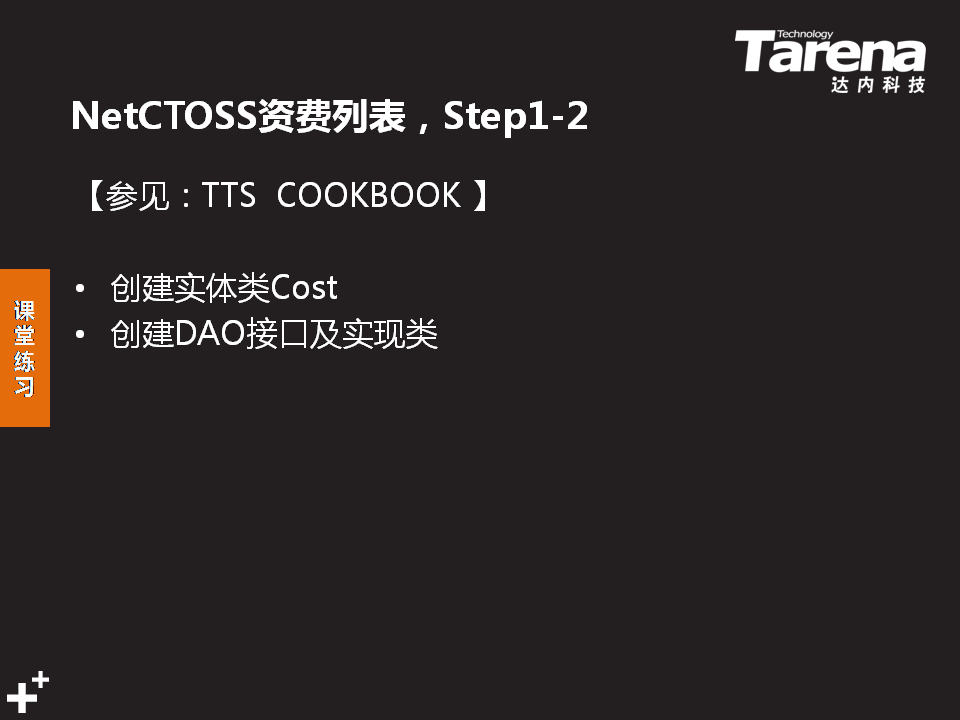 Technology
Tarena
达内科技
NetCTOSS资费列表，Step1-2
【参见：TTS COOKBOOK 】
• 创建实体类Cost
• 创建DAO接口及实现类
课
堂
练
习